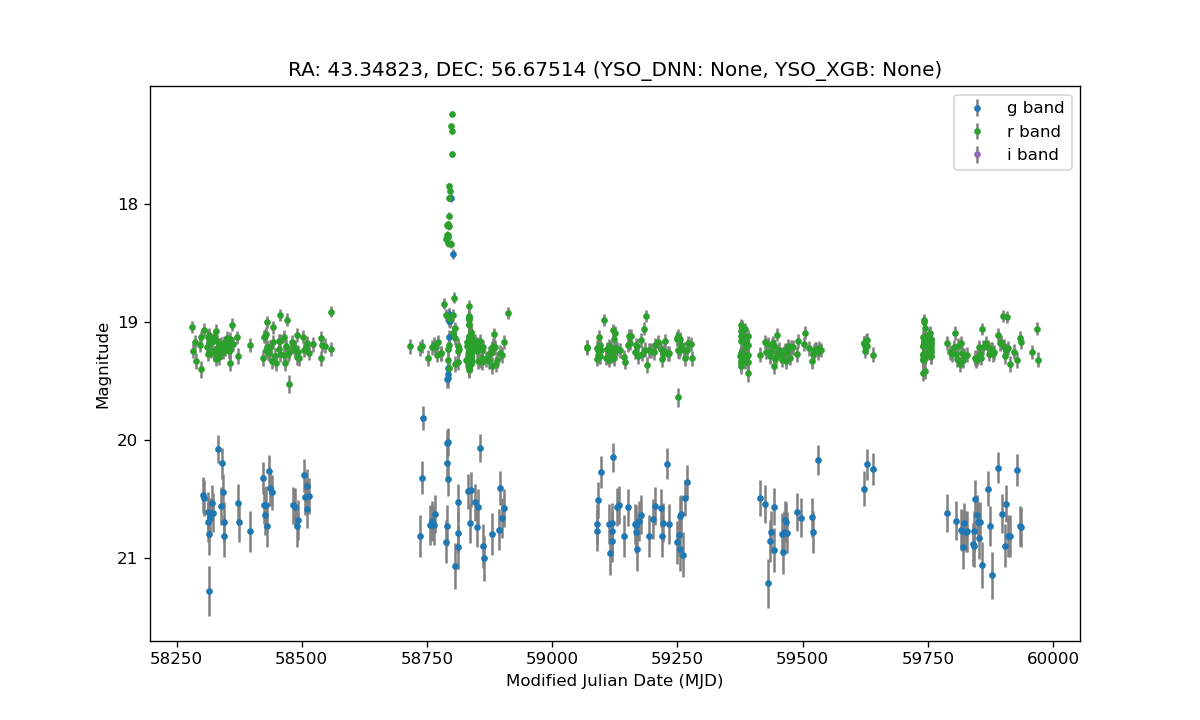 RA: 43.34823, DEC: 56.67514 (YSO_DNN: None, YSO_XGB: None)
g band
r band
i band
18
19
20
21
Magnitude
58250 58500 58750 59000 59250 59500 59750 60000
Modified Julian Date (MJD)